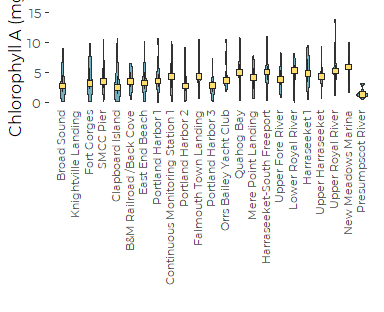 Chlorophyll A (mg
15
10
5
0
Broad Sound
Knightville Landing
Fort Gorges
SMCC Pier
Clapboard Island
B&M Railroad / Back Cove
East End Beach
Portland Harbor 1
Continuous Monitoring Station 1
Portland Harbor 2
Falmouth Town Landing
Portland Harbor 3
Orrs Bailey Yacht Club
Quahog Bay
Mere Point Landing
Harraseeket-South Freeport
Upper Fore River
Lower Royal River
Harraseeket 1
Upper Harraseeket
Upper Royal River
New Meadows Marina
Presumpscot River